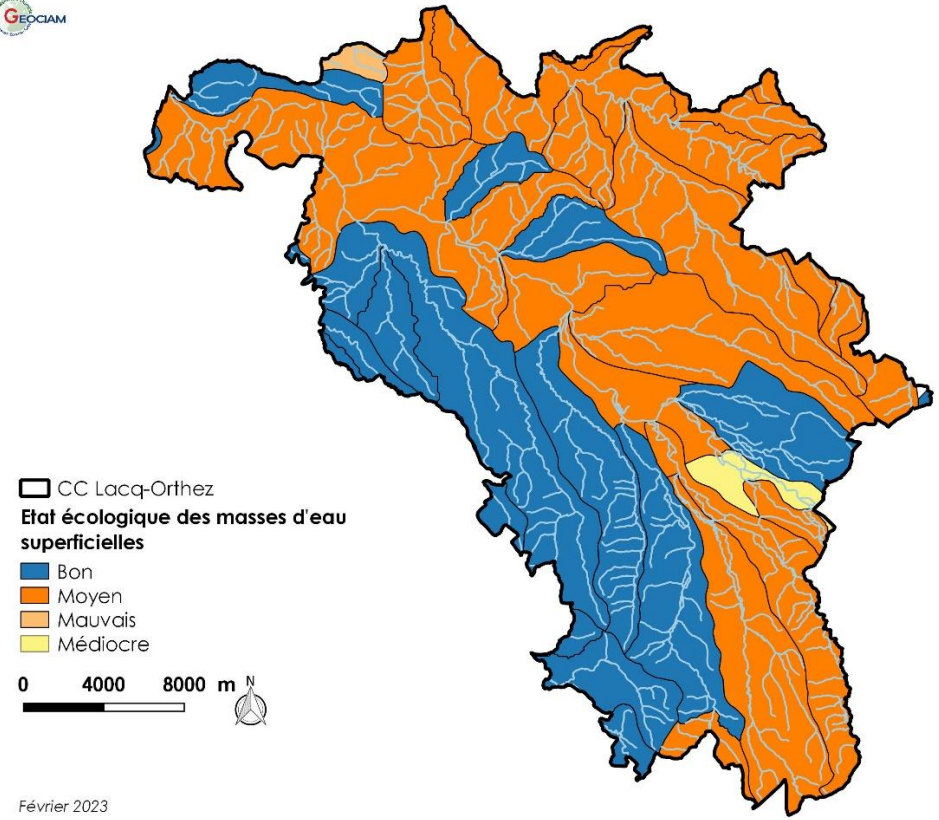 GEOCIAM
CC Lacq-Orthez
Etat écologique des masses d'eau
superficielles
Bon
Moyen
Mauvais
Médiocre
0 4000 8000 m N
Février 2023